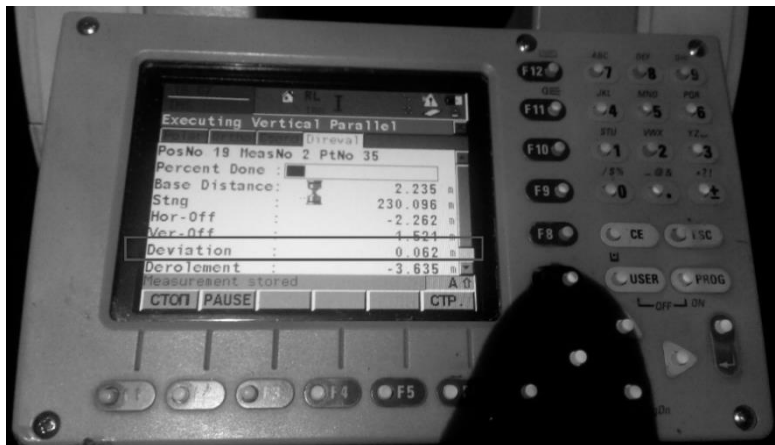 RL I
Executing Vertical Parallel
Direval
PosNo 19 MeasNo 2 PtNo 35
Percent Done :
Base Distance: 2.235 m
Stng : 230.096 m
Hor-Off : -2.262 m
Ver-Off : 1.521 m
Deviation : 0.062 m
Derolement : -3.635 m
Measurement stored A
СТОП PAUSE СТР.
F12 ABC 7 DEF 8 9
F11 JKL 4 MNO 5 PQR 6
F10 STU 1 VWX 2 YZ 3
F9 /$% 0 _@& . *?! ±
F8 CE ESC
USER PROG
OFF ON
F3 F4 F5